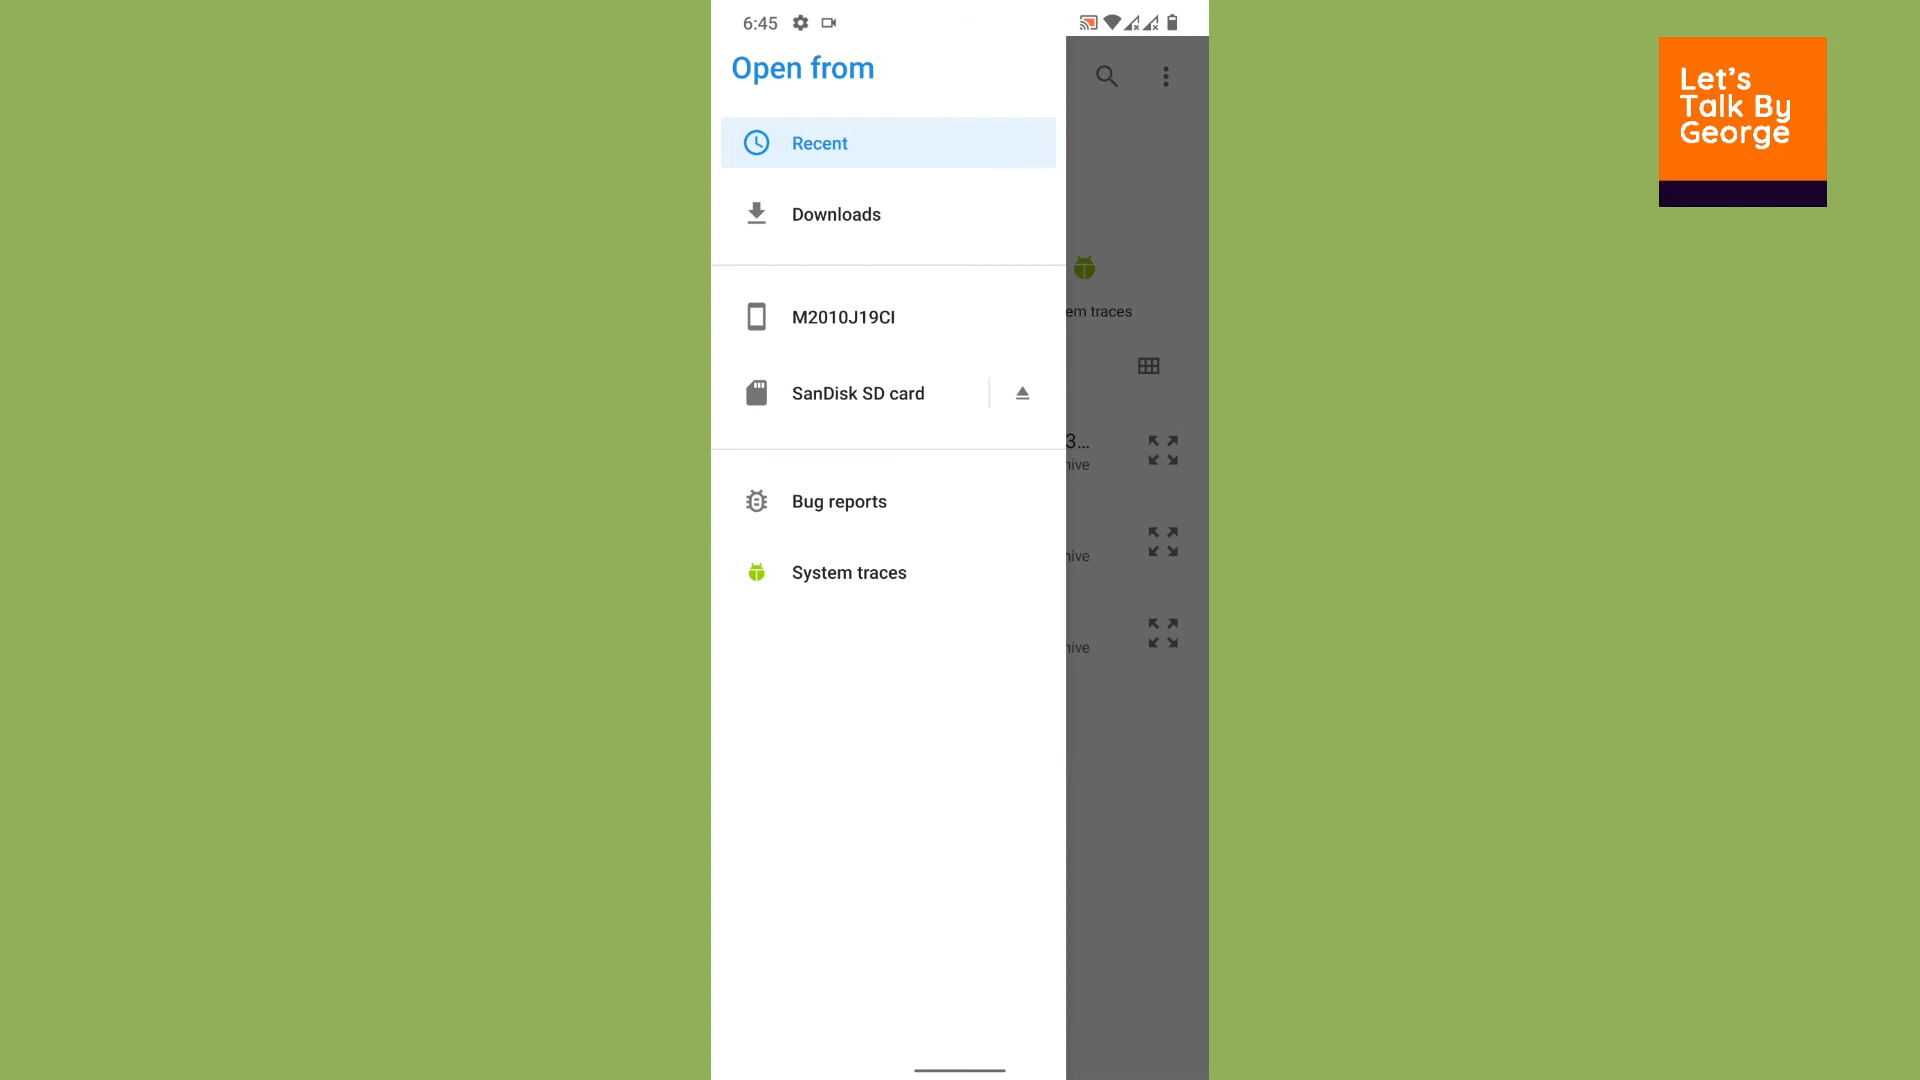 6:45
Open from
Recent
Downloads
M2010J19CI
SanDisk SD card
Bug reports
System traces
em traces
3...
hive
hive
hive
Let's
Talk By
George